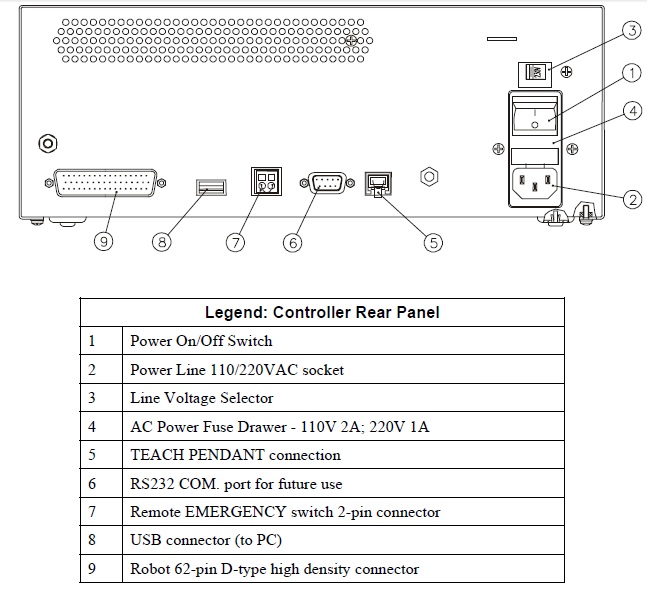 3
1
4
2
9
8
7
6
5
Legend: Controller Rear Panel
1 Power On/Off Switch
2 Power Line 110/220VAC socket
3 Line Voltage Selector
4 AC Power Fuse Drawer - 110V 2A; 220V 1A
5 TEACH PENDANT connection
6 RS232 COM. port for future use
7 Remote EMERGENCY switch 2-pin connector
8 USB connector (to PC)
9 Robot 62-pin D-type high density connector